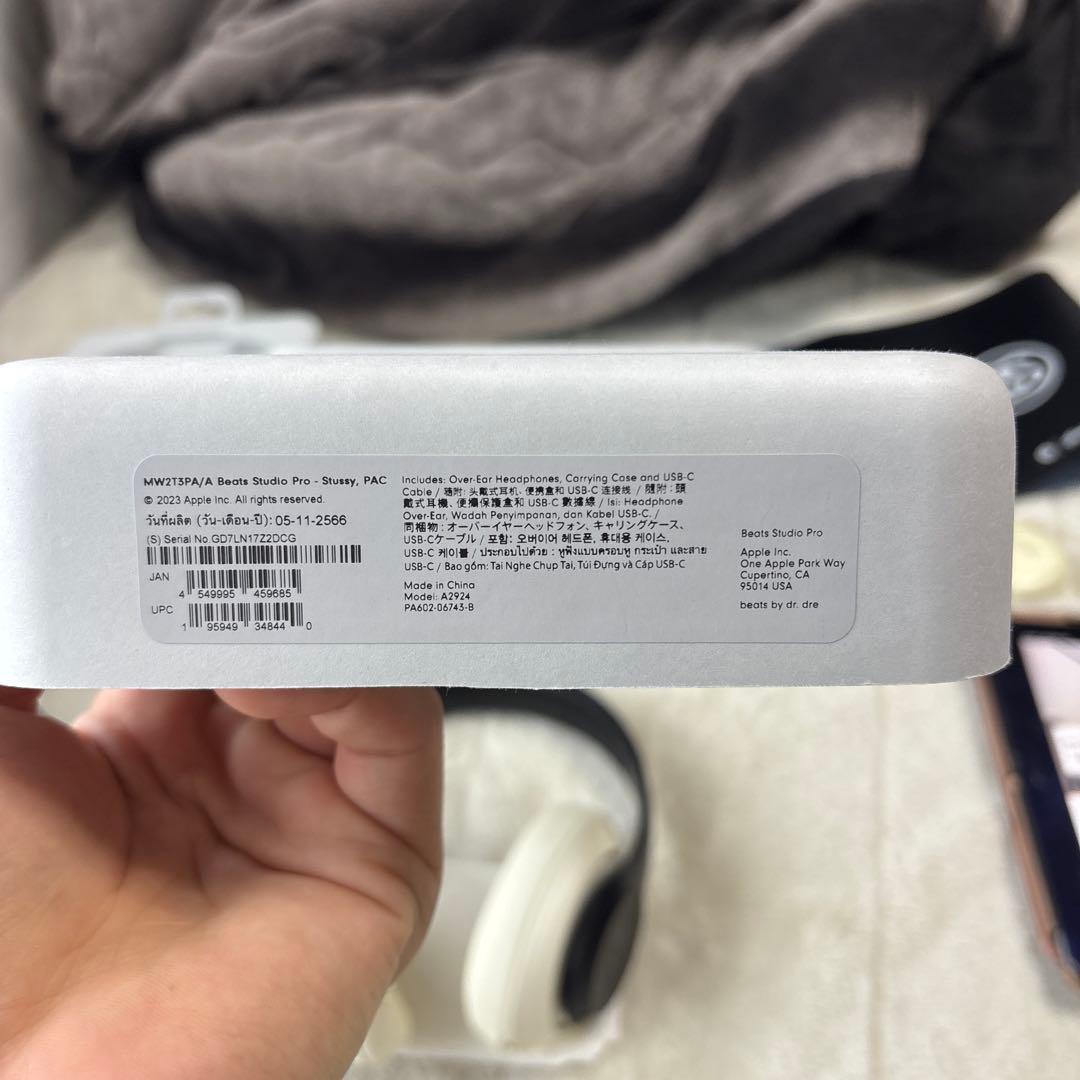 MW2T3PA/A Beats Studio Pro - Stussy, PAC
© 2023 Apple Inc. All rights reserved.
วันที่ผลิต (วัน-เดือน-ปี): 05-11-2566
(S) Serial No. GD7LN17Z2DCG
JAN
4 549995 459685
UPC
1 95949 34844 0
Includes: Over-Ear Headphones, Carrying Case and USB-C
Cable / 随附: 头戴式耳机、便携盒和 USB-C 连接线 / 隨附：頭
戴式耳機、便攜保護盒和 USB-C 數據線 / Isi: Headphone
Over-Ear, Wadah Penyimpanan, dan Kabel USB-C. /
同梱物：オーバーイヤーヘッドフォン、キャリングケース、
USB-Cケーブル / 포함: 오버이어 헤드폰, 휴대용 케이스,
USB-C 케이블 / ประกอบไปด้วย : หูฟังแบบครอบหู กระเป๋า และสาย
USB-C / Bao gồm: Tai Nghe Chụp Tai, Túi Đựng và Cáp USB-C
Made in China
Model: A2924
PA602-06743-B
Beats Studio Pro
Apple Inc.
One Apple Park Way
Cupertino, CA
95014 USA
beats by dr. dre